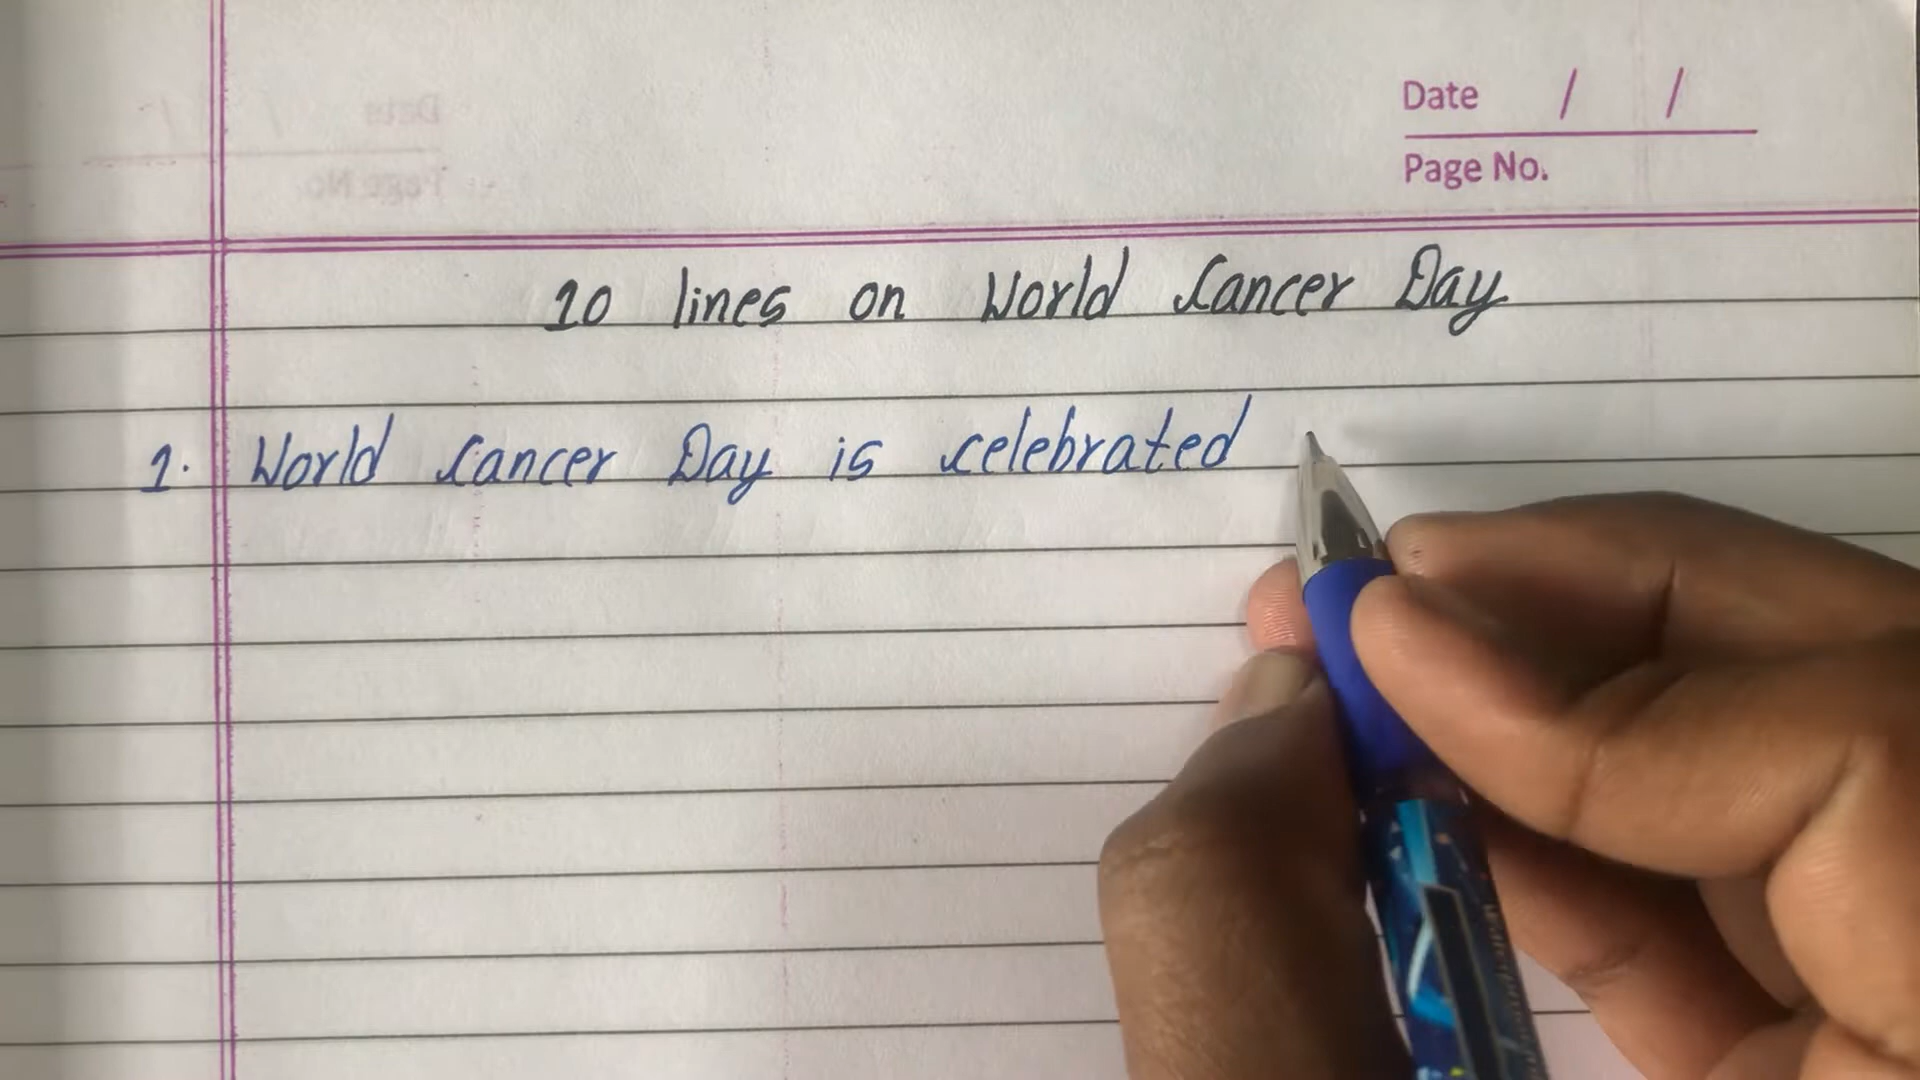 Date / /
Page No.
10 lines on World Cancer Day
1. World Cancer Day is celebrated